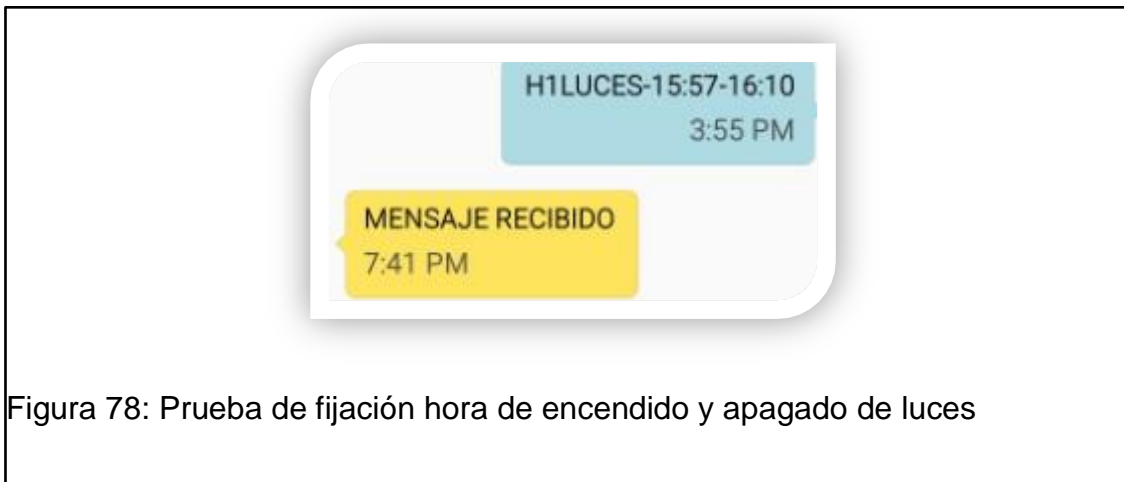 H1LUCES-15:57-16:10
3:55 PM
MENSAJE RECIBIDO
7:41 PM
Figura 78: Prueba de fijación hora de encendido y apagado de luces